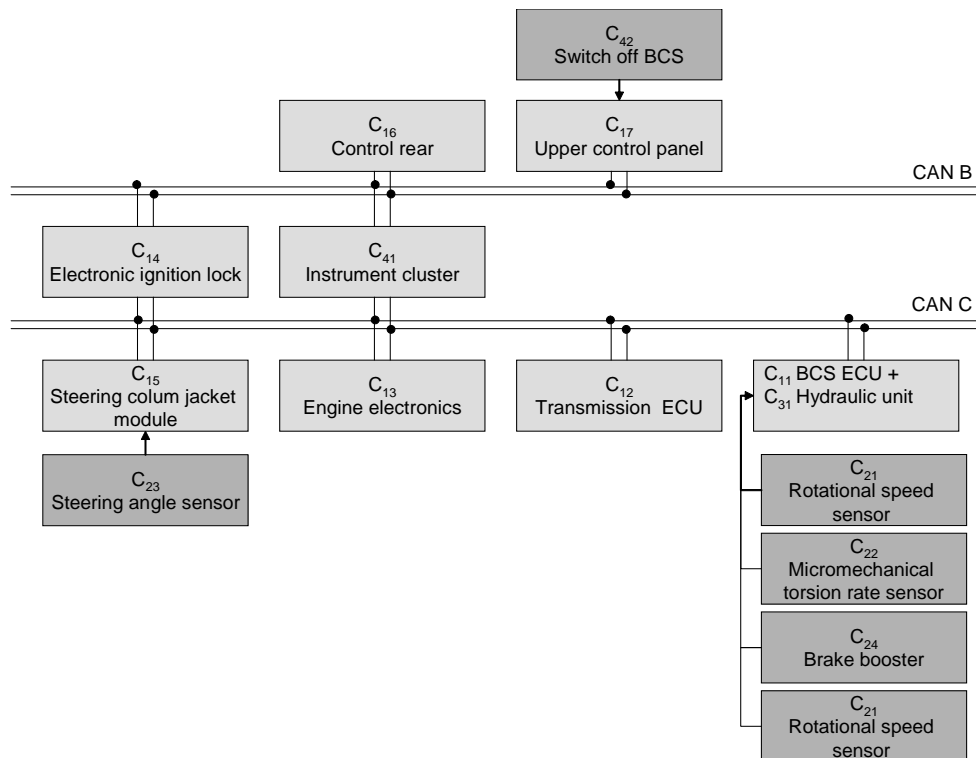 C42
Switch off BCS
C16
Control rear
C17
Upper control panel
CAN B
C14
Electronic ignition lock
C41
Instrument cluster
CAN C
C15
Steering colum jacket
module
C13
Engine electronics
C12
Transmission ECU
C11 BCS ECU +
C31 Hydraulic unit
C23
Steering angle sensor
C21
Rotational speed
sensor
C22
Micromechanical
torsion rate sensor
C24
Brake booster
C21
Rotational speed
sensor